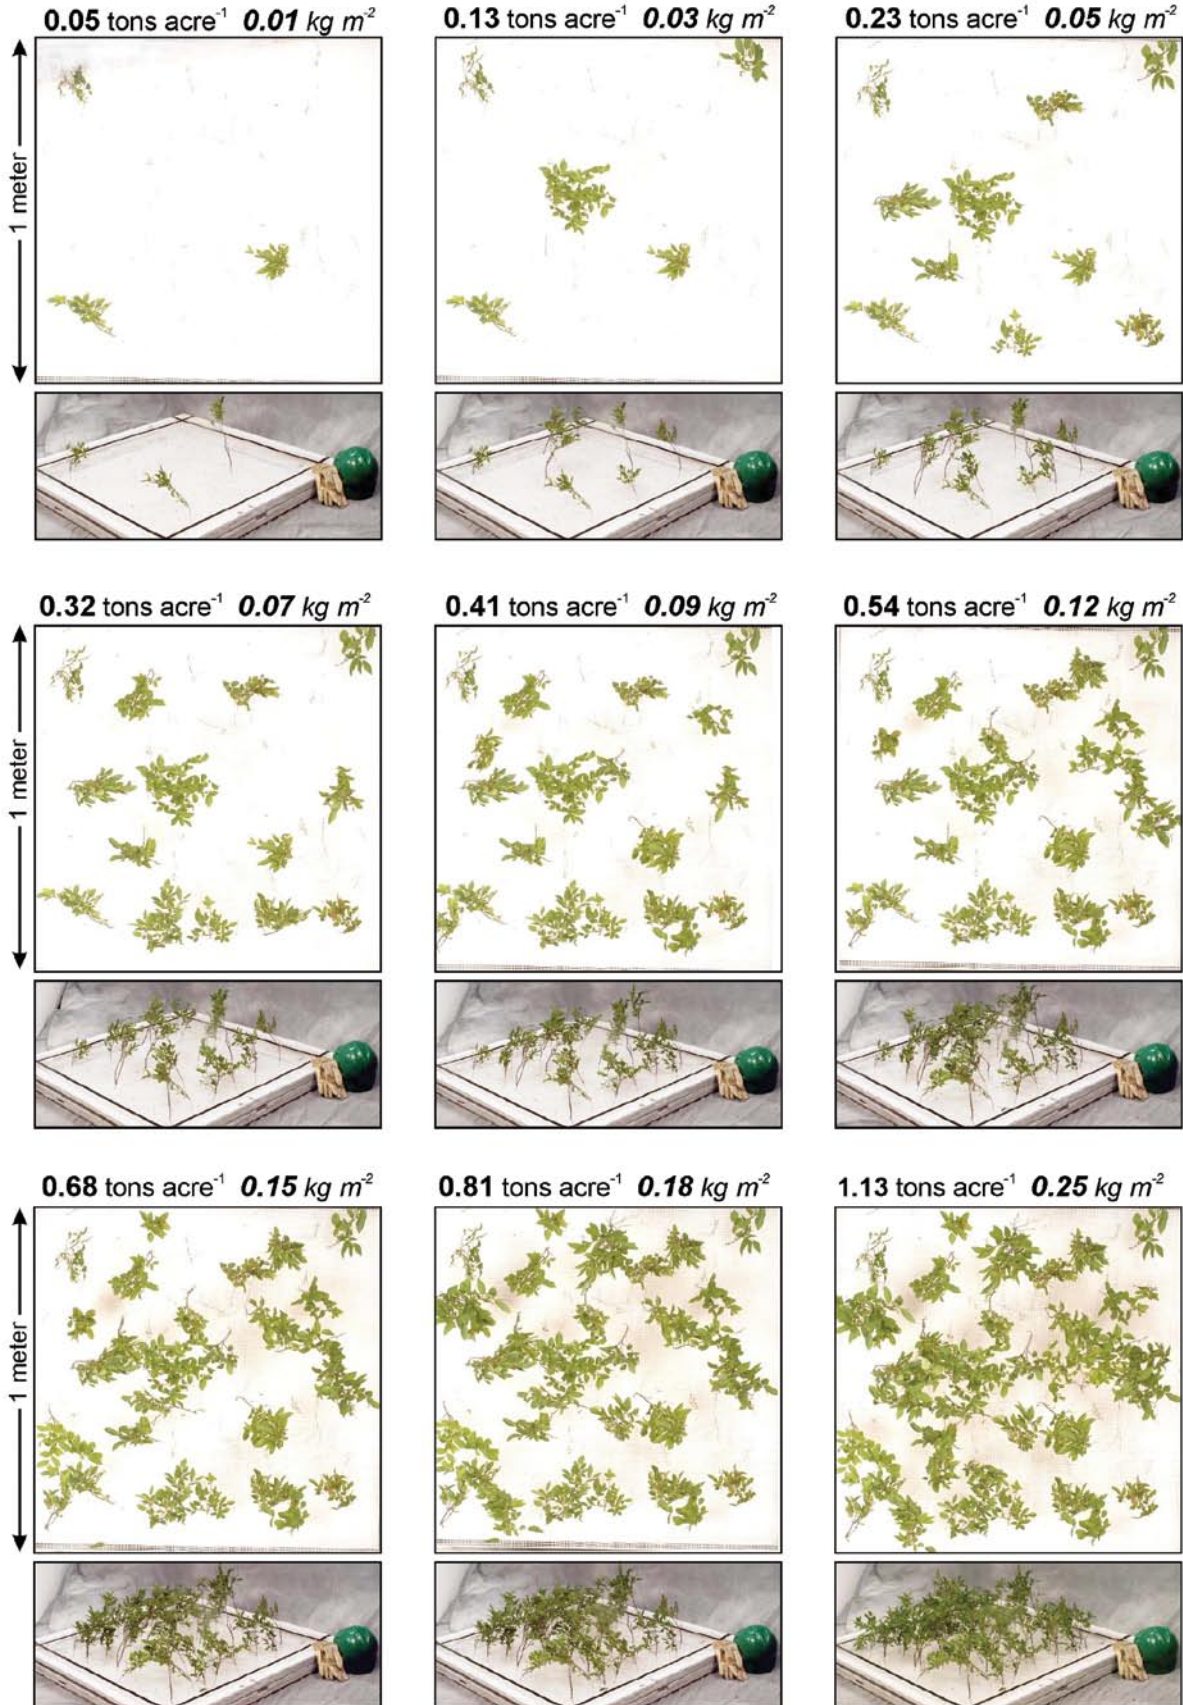 0.05 tons acre⁻¹ 0.01 kg m⁻²
0.13 tons acre⁻¹ 0.03 kg m⁻²
0.23 tons acre⁻¹ 0.05 kg m⁻²
1 meter
0.32 tons acre⁻¹ 0.07 kg m⁻²
0.41 tons acre⁻¹ 0.09 kg m⁻²
0.54 tons acre⁻¹ 0.12 kg m⁻²
1 meter
0.68 tons acre⁻¹ 0.15 kg m⁻²
0.81 tons acre⁻¹ 0.18 kg m⁻²
1.13 tons acre⁻¹ 0.25 kg m⁻²
1 meter